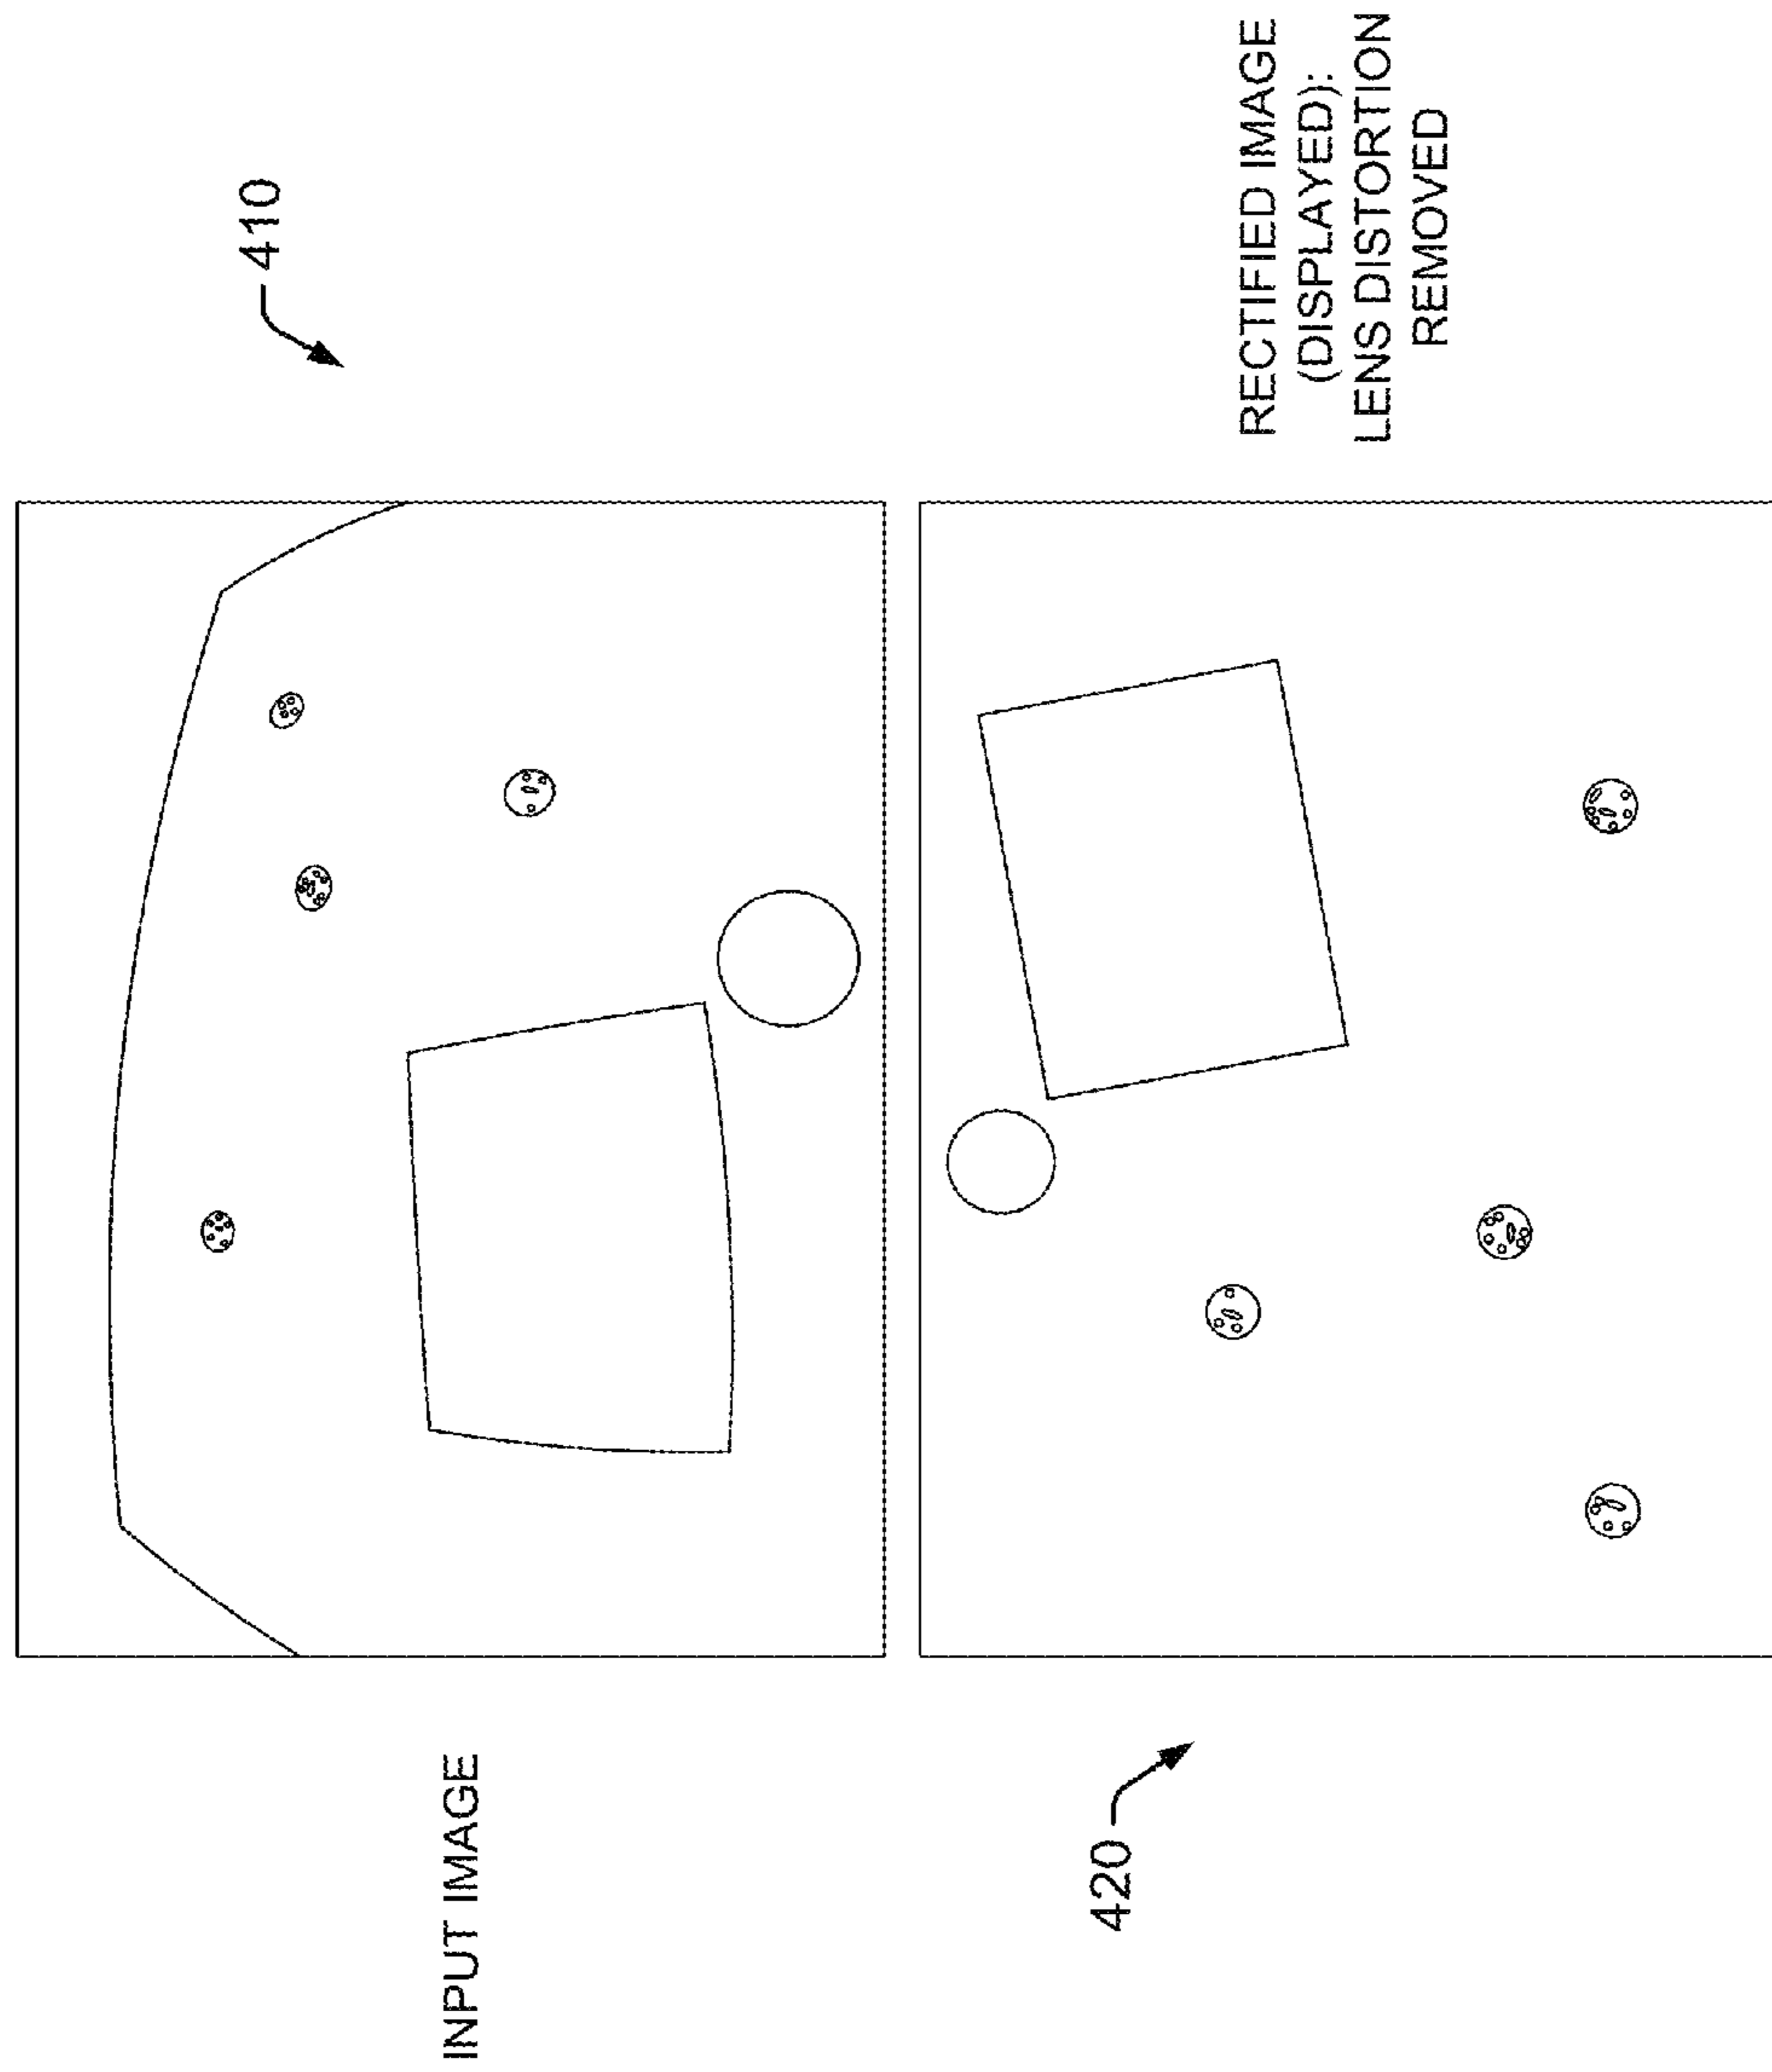 INPUT IMAGE
410
420
RECTIFIED IMAGE
(DISPLAYED):
LENS DISTORTION
REMOVED